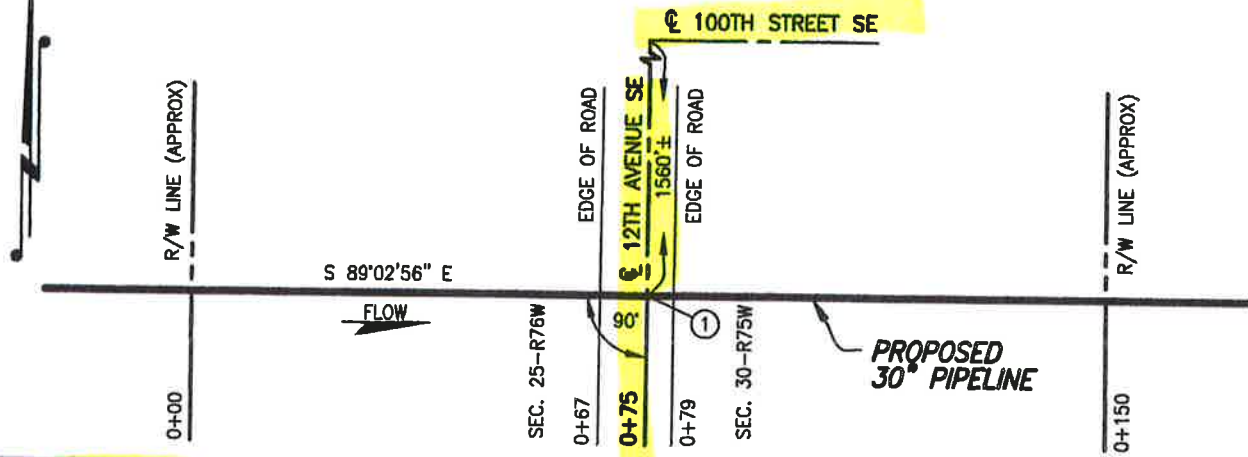 ℄ 100TH STREET SE
R/W LINE (APPROX)
EDGE OF ROAD
℄ 12TH AVENUE SE
1560'±
EDGE OF ROAD
R/W LINE (APPROX)
S 89°02'56" E
FLOW
90°
1
PROPOSED
30" PIPELINE
0+00
SEC. 25-R76W
0+67
0+75
0+79
SEC. 30-R75W
0+150